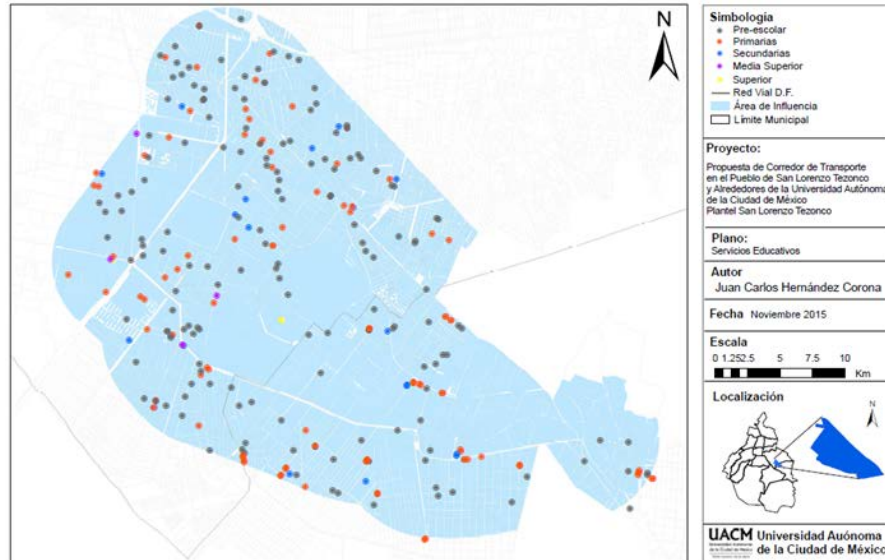 N
Simbología
Pre-escolar
Primarias
Secundarias
Media Superior
Superior
Red Vial D.F.
Área de Influencia
Límite Municipal
Proyecto:
Propuesta de Corredor de Transporte
en el Pueblo de San Lorenzo Tezonco
y Alrededores de la Universidad Autónoma
de la Ciudad de México
Plantel San Lorenzo Tezonco
Plano:
Servicios Educativos
Autor
Juan Carlos Hernández Corona
Fecha Noviembre 2015
Escala
0 1.252.5 5 7.5 10
Km
Localización
N
UACM Universidad Autónoma
de la Ciudad de México